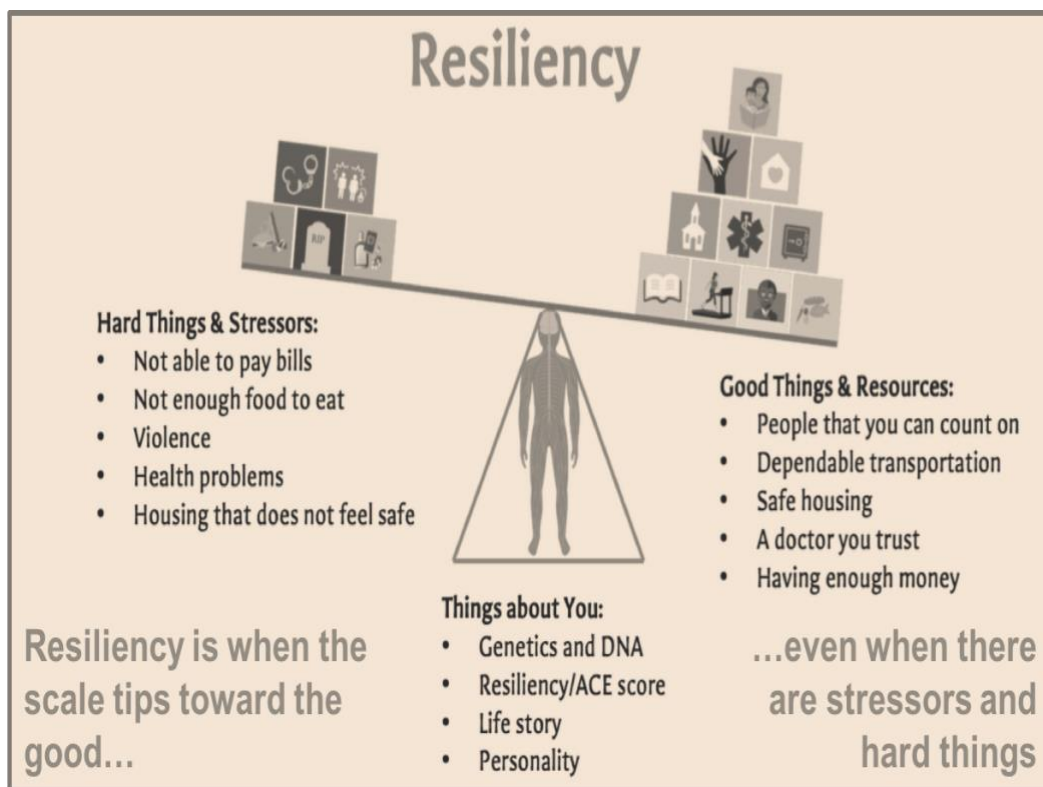 Resiliency
RIP
Hard Things & Stressors:
• Not able to pay bills
• Not enough food to eat
• Violence
• Health problems
• Housing that does not feel safe
Good Things & Resources:
• People that you can count on
• Dependable transportation
• Safe housing
• A doctor you trust
• Having enough money
Things about You:
• Genetics and DNA
• Resiliency/ACE score
• Life story
• Personality
Resiliency is when the
scale tips toward the
good...
...even when there
are stressors and
hard things